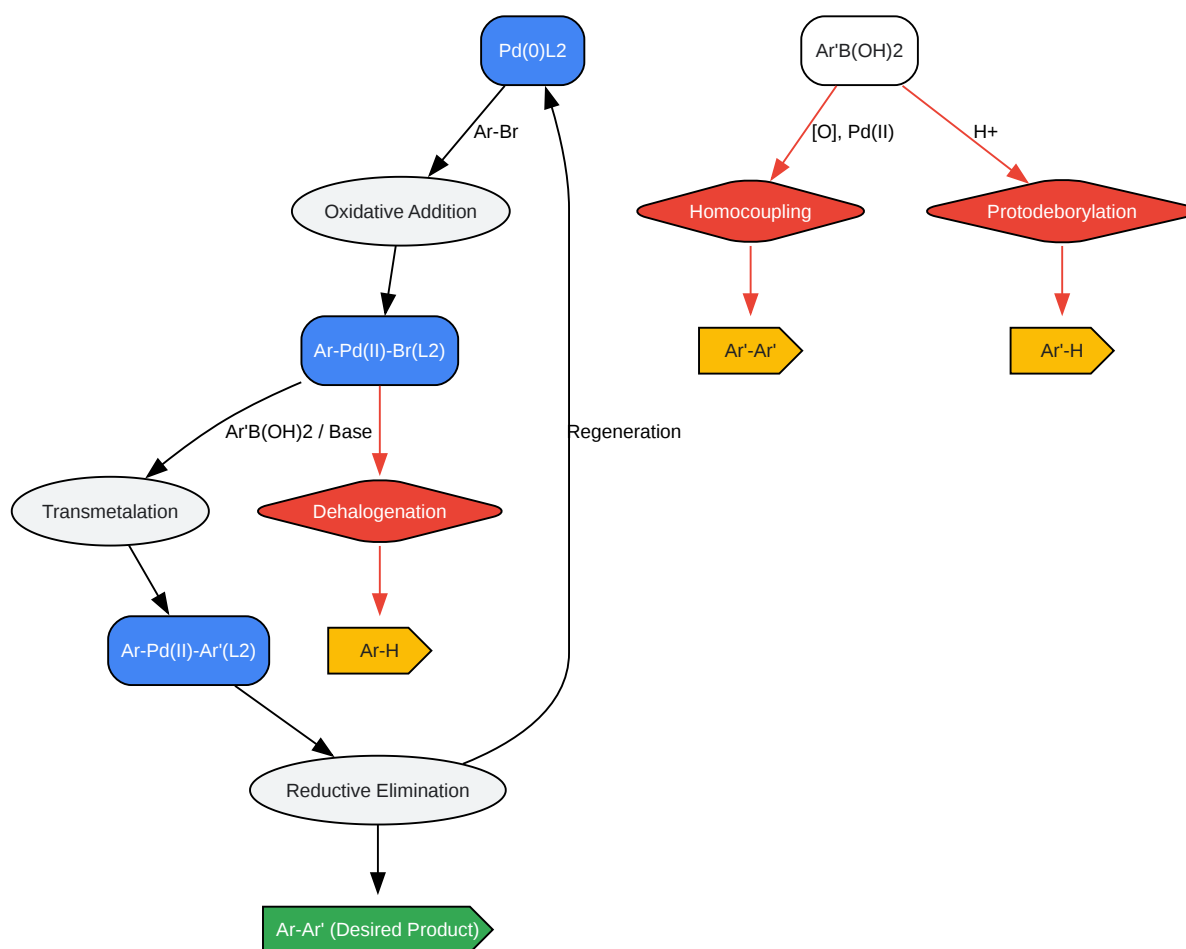 Pd(0)L2
Ar'B(OH)2
Ar-Br
[O], Pd(II)
H+
Oxidative Addition
Homocoupling
Protodeborylation
Ar-Pd(II)-Br(L2)
Ar'-Ar'
Ar'-H
Ar'B(OH)2 / Base
Regeneration
Transmetalation
Dehalogenation
Ar-Pd(II)-Ar'(L2)
Ar-H
Reductive Elimination
Ar-Ar' (Desired Product)